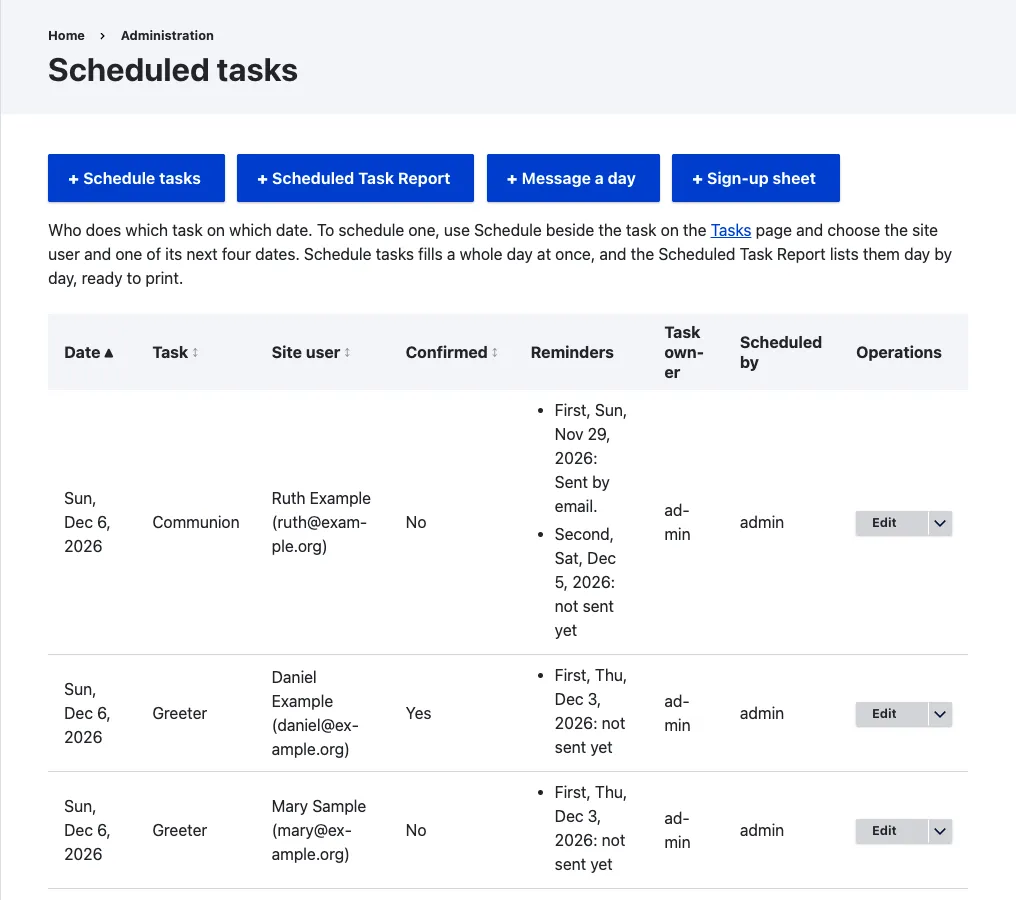 Home › Administration
Scheduled tasks
+ Schedule tasks
+ Scheduled Task Report
+ Message a day
+ Sign-up sheet
Who does which task on which date. To schedule one, use Schedule beside the task on the Tasks page and choose the site
user and one of its next four dates. Schedule tasks fills a whole day at once, and the Scheduled Task Report lists them day by
day, ready to print.
Date ▲
Task ↕
Site user ↕
Confirmed ↕
Reminders
Task
own-
er
Scheduled
by
Operations
Sun,
Dec 6,
2026
Communion
Ruth Example
(ruth@exam-
ple.org)
No
• First, Sun,
Nov 29,
2026:
Sent by
email.
• Second,
Sat, Dec
5, 2026:
not sent
yet
ad-
min
admin
Edit
Sun,
Dec 6,
2026
Greeter
Daniel
Example
(daniel@ex-
ample.org)
Yes
• First, Thu,
Dec 3,
2026: not
sent yet
ad-
min
admin
Edit
Sun,
Dec 6,
2026
Greeter
Mary Sample
(mary@ex-
ample.org)
No
• First, Thu,
Dec 3,
2026: not
sent yet
ad-
min
admin
Edit